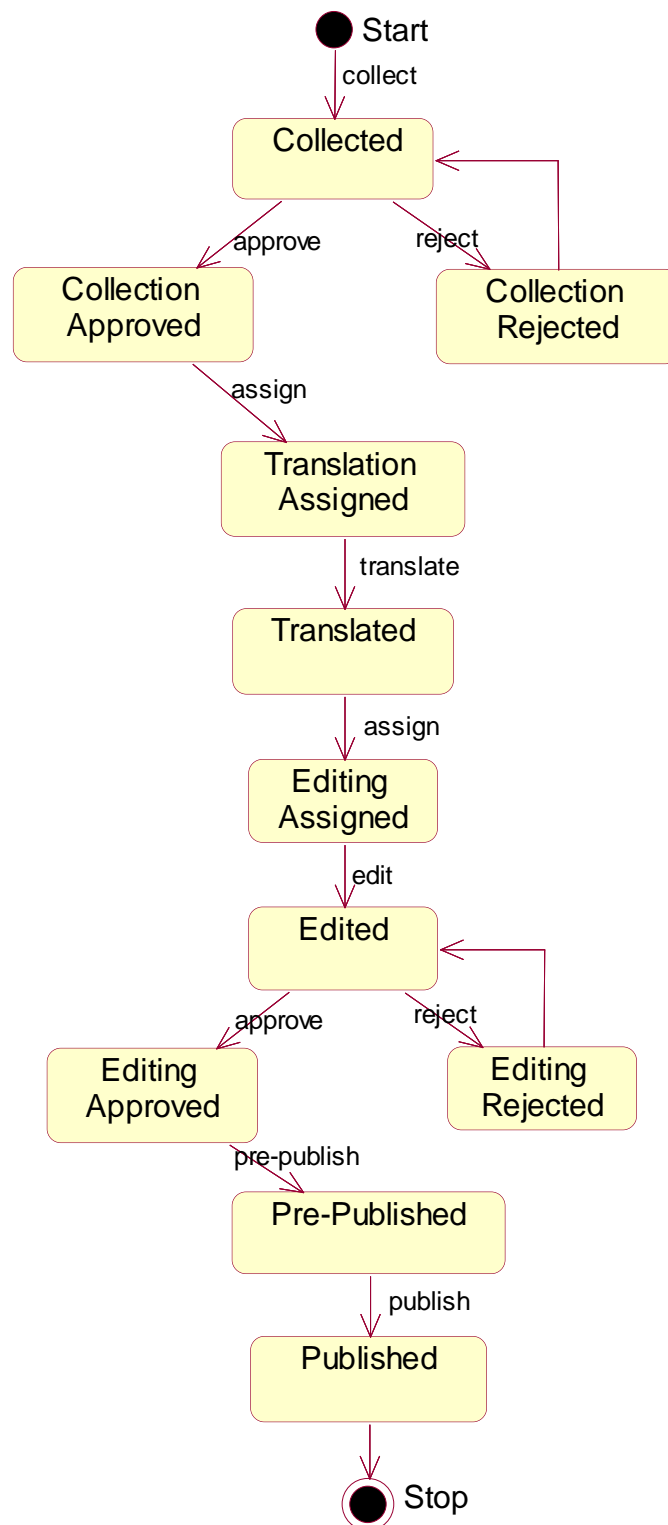 Start
collect
Collected
approve
reject
Collection
Approved
Collection
Rejected
assign
Translation
Assigned
translate
Translated
assign
Editing
Assigned
edit
Edited
approve
reject
Editing
Approved
Editing
Rejected
pre-publish
Pre-Published
publish
Published
Stop